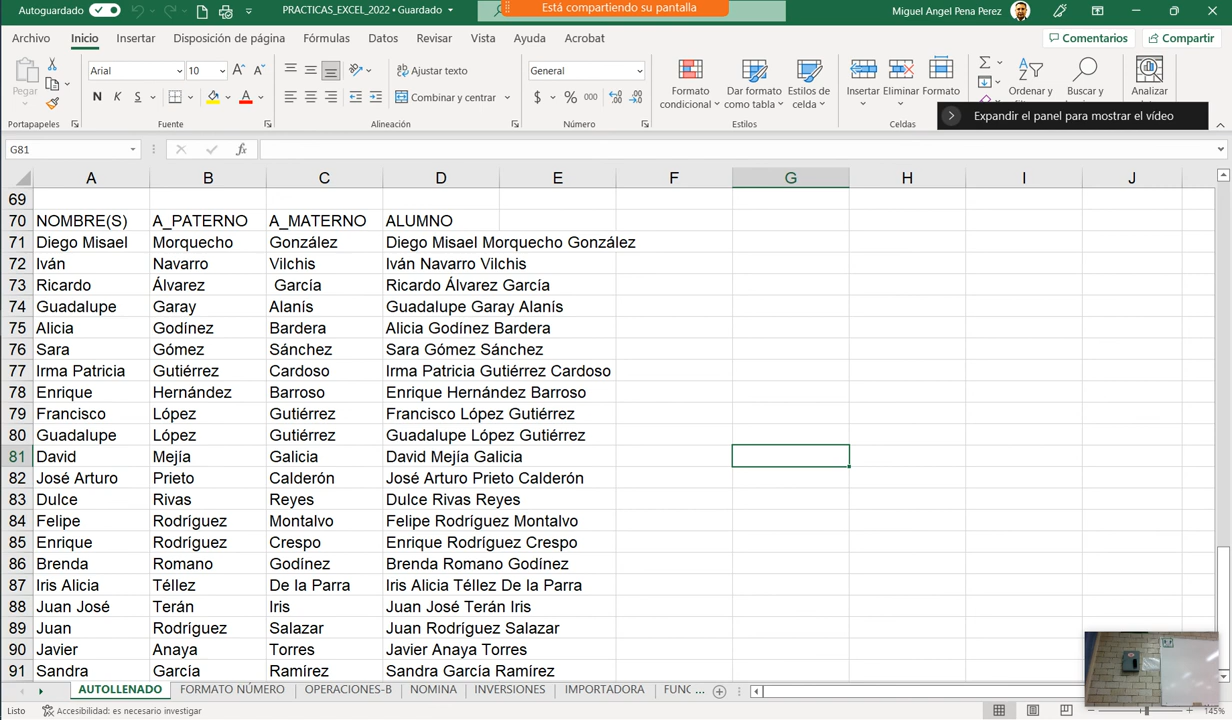 Autoguardado PRACTICAS_EXCEL_2022 • Guardado Está compartiendo su pantalla Miguel Angel Pena Perez
Archivo Inicio Insertar Disposición de página Fórmulas Datos Revisar Vista Ayuda Acrobat Comentarios Compartir
Pegar Arial 10 Ajustar texto General Formato condicional Dar formato como tabla Estilos de celda Insertar Eliminar Formato Ordenar y Buscar y Analizar
N K S Combinar y centrar $ % 000
Portapapeles Fuente Alineación Número Estilos Celdas Expandir el panel para mostrar el vídeo
G81 fx
A B C D E F G H I J
69
70 NOMBRE(S) A_PATERNO A_MATERNO ALUMNO
71 Diego Misael Morquecho González Diego Misael Morquecho González
72 Iván Navarro Vilchis Iván Navarro Vilchis
73 Ricardo Álvarez García Ricardo Álvarez García
74 Guadalupe Garay Alanís Guadalupe Garay Alanís
75 Alicia Godínez Bardera Alicia Godínez Bardera
76 Sara Gómez Sánchez Sara Gómez Sánchez
77 Irma Patricia Gutiérrez Cardoso Irma Patricia Gutiérrez Cardoso
78 Enrique Hernández Barroso Enrique Hernández Barroso
79 Francisco López Gutiérrez Francisco López Gutiérrez
80 Guadalupe López Gutiérrez Guadalupe López Gutiérrez
81 David Mejía Galicia David Mejía Galicia
82 José Arturo Prieto Calderón José Arturo Prieto Calderón
83 Dulce Rivas Reyes Dulce Rivas Reyes
84 Felipe Rodríguez Montalvo Felipe Rodríguez Montalvo
85 Enrique Rodríguez Crespo Enrique Rodríguez Crespo
86 Brenda Romano Godínez Brenda Romano Godínez
87 Iris Alicia Téllez De la Parra Iris Alicia Téllez De la Parra
88 Juan José Terán Iris Juan José Terán Iris
89 Juan Rodríguez Salazar Juan Rodríguez Salazar
90 Javier Anaya Torres Javier Anaya Torres
91 Sandra García Ramírez Sandra García Ramírez
AUTOLLENADO FORMATO NÚMERO OPERACIONES-B NOMINA INVERSIONES IMPORTADORA FUNC ...
Listo Accesibilidad: es necesario investigar 145%